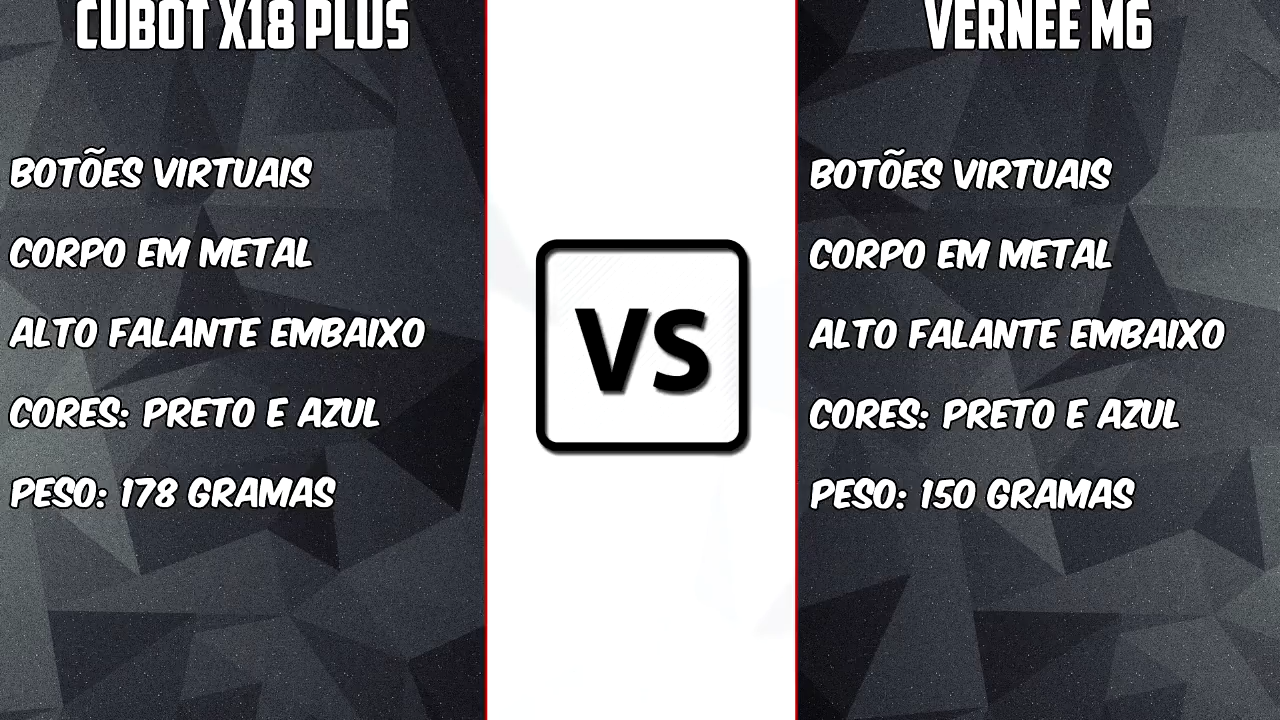 CUBOT X18 PLUS
BOTÕES VIRTUAIS
CORPO EM METAL
ALTO FALANTE EMBAIXO
CORES: PRETO E AZUL
PESO: 178 GRAMAS
VS
VERNEE M6
BOTÕES VIRTUAIS
CORPO EM METAL
ALTO FALANTE EMBAIXO
CORES: PRETO E AZUL
PESO: 150 GRAMAS